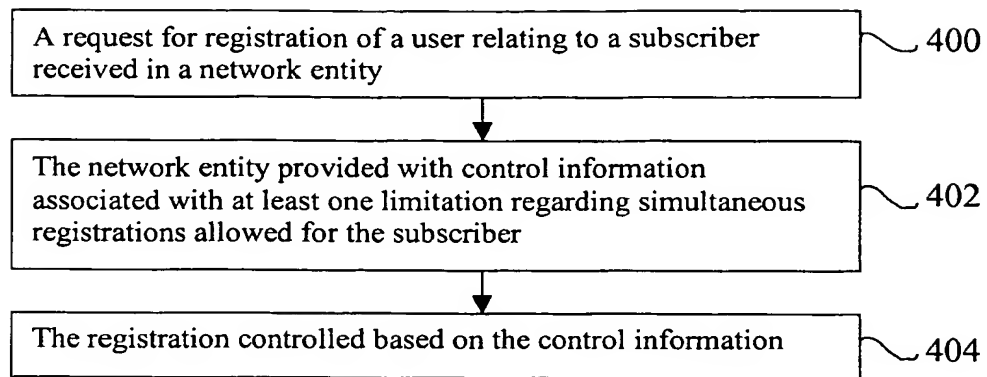 A request for registration of a user relating to a subscriber
received in a network entity
400
The network entity provided with control information
associated with at least one limitation regarding simultaneous
registrations allowed for the subscriber
402
The registration controlled based on the control information
404